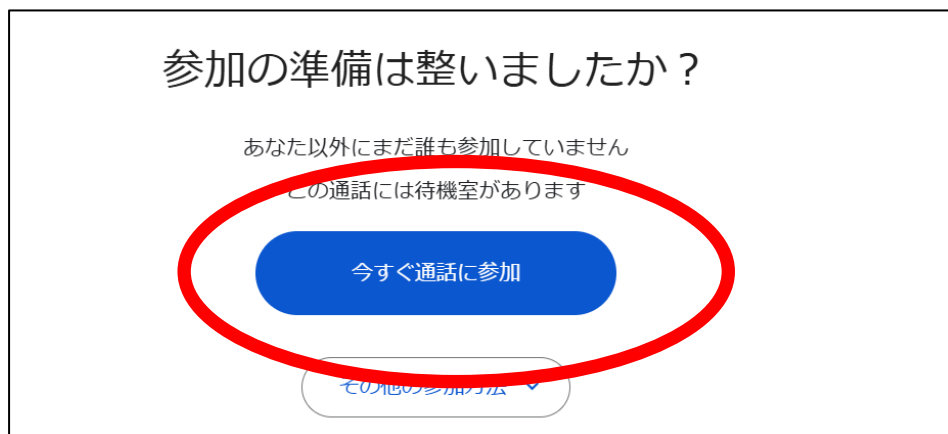 参加の準備は整いましたか？
あなた以外にまだ誰も参加していません
この通話には待機室があります
今すぐ通話に参加
その他の参加方法